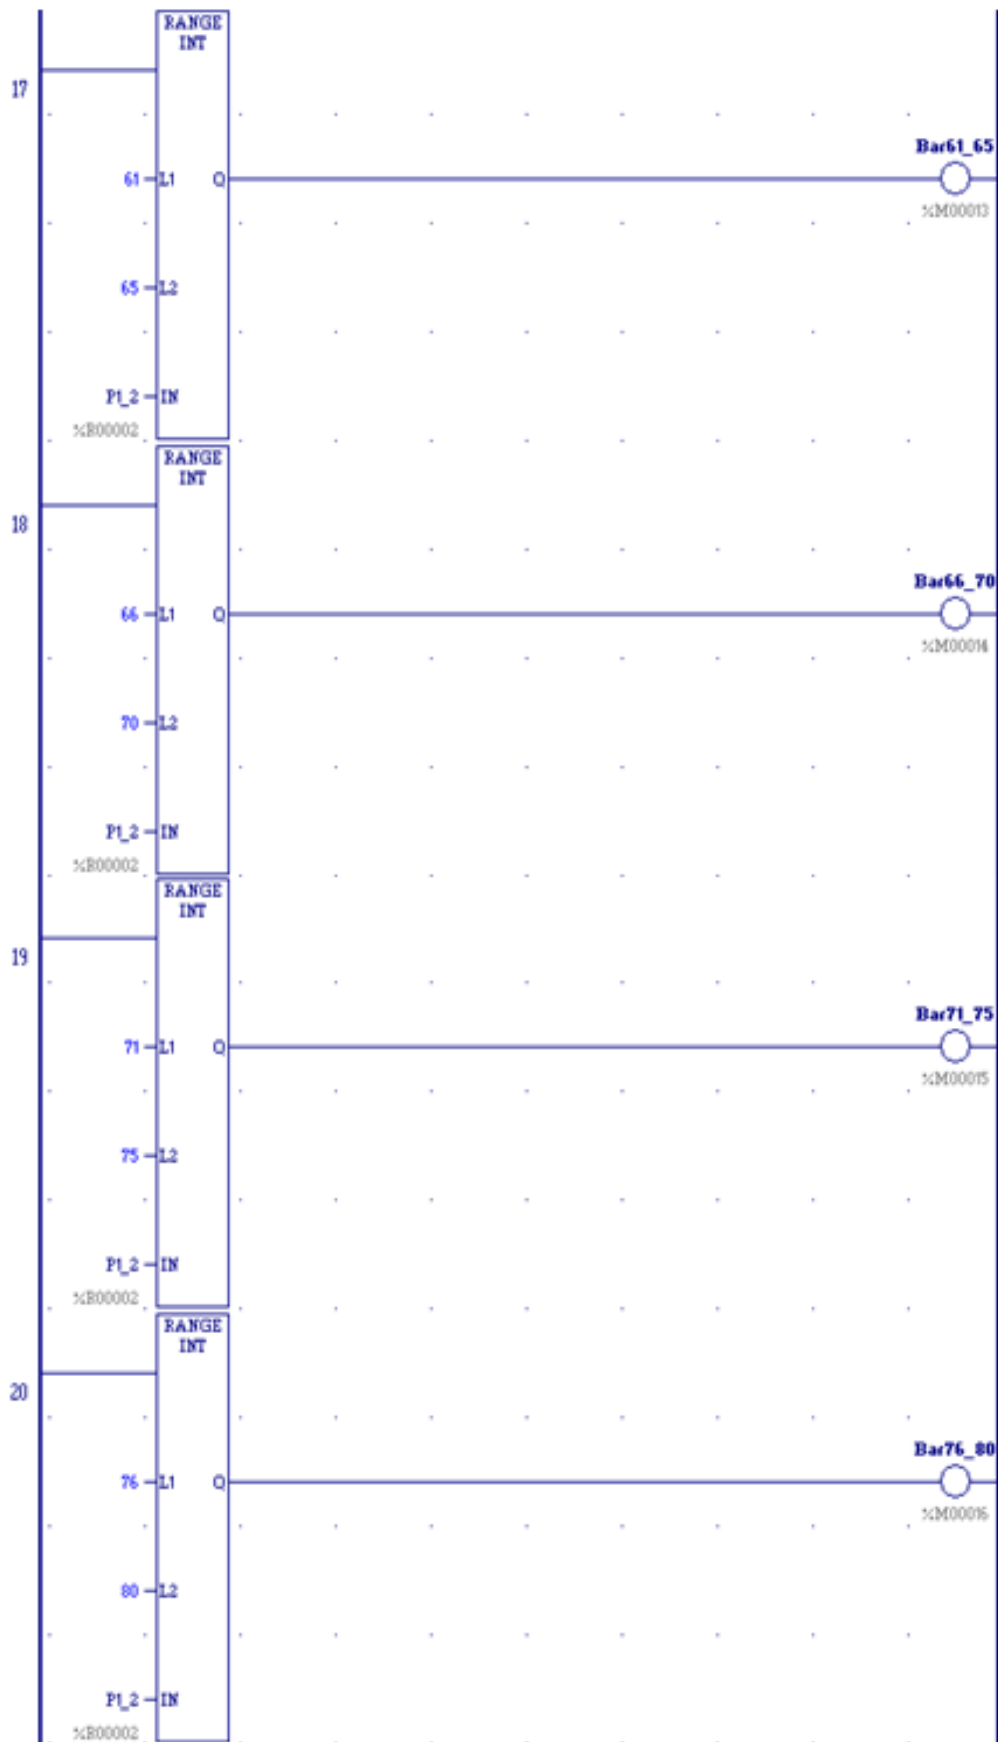 RANGE
INT
17
Bar61_65
61 L1 Q
%M00013
65 L2
P1_2 IN
%R00002
RANGE
INT
18
Bar66_70
66 L1 Q
%M00014
70 L2
P1_2 IN
%R00002
RANGE
INT
19
Bar71_75
71 L1 Q
%M00015
75 L2
P1_2 IN
%R00002
RANGE
INT
20
Bar76_80
76 L1 Q
%M00016
80 L2
P1_2 IN
%R00002